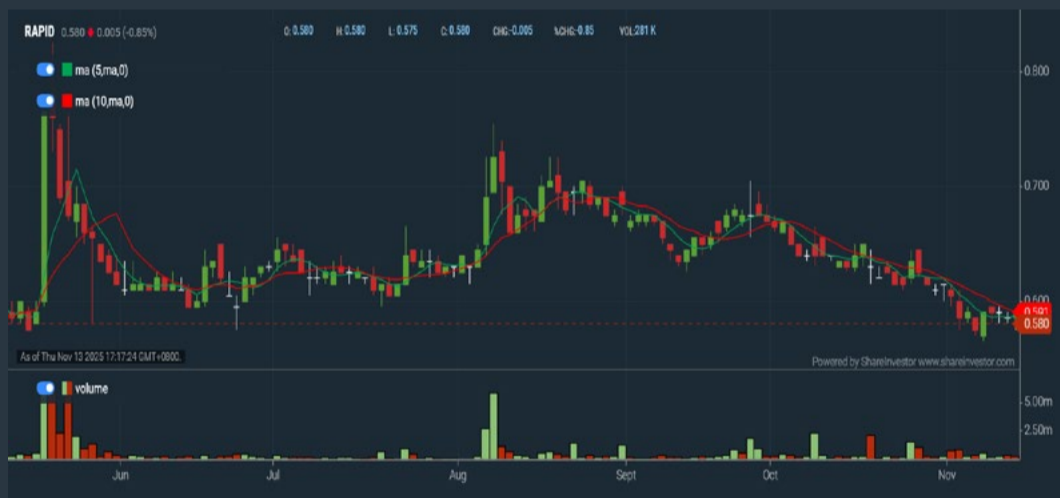 RAPID 0.580 0.005 (-0.85%) O: 0.580 H: 0.580 L: 0.575 C: 0.580 CHG:-0.005 %CHG:-0.85 VOL:281 K
ma (5,ma,0)
0.800
ma (10,ma,0)
0.700
0.600
0.591
0.580
As of Thu Nov 13 2025 17:17:24 GMT+0800.
Powered by ShareInvestor www.shareinvestor.com
volume
5.00m
2.50m
Jun Jul Aug Sept Oct Nov